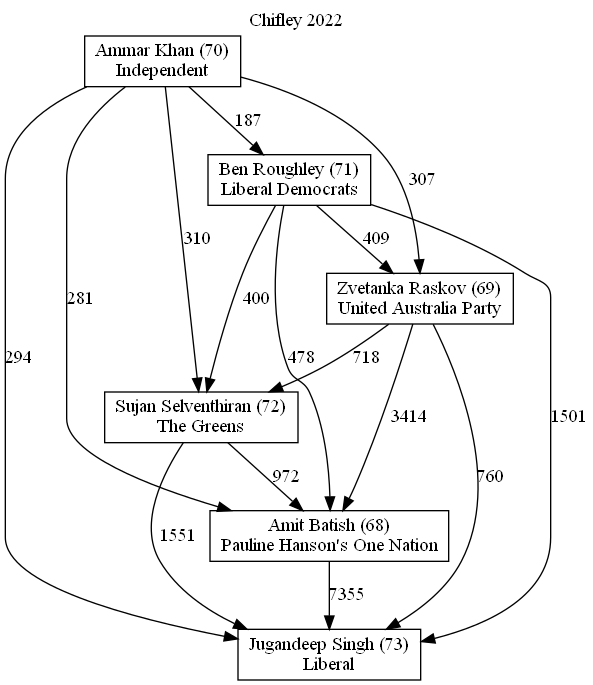 Chifley 2022
Ammar Khan (70)
Independent
187
Ben Roughley (71)
Liberal Democrats
307
310
409
281
400
Zvetanka Raskov (69)
United Australia Party
294
478
718
3414
1501
Sujan Selventhiran (72)
The Greens
972
760
Amit Batish (68)
Pauline Hanson's One Nation
1551
7355
Jugandeep Singh (73)
Liberal